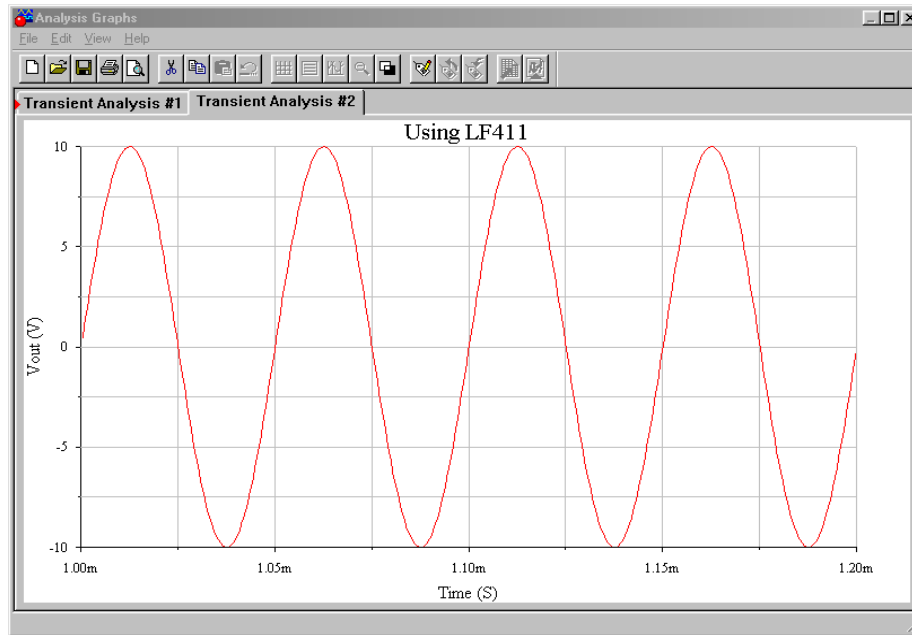 Analysis Graphs
File Edit View Help
Transient Analysis #1 Transient Analysis #2
Using LF411
10
5
0
-5
-10
Vout (V)
1.00m 1.05m 1.10m 1.15m 1.20m
Time (S)